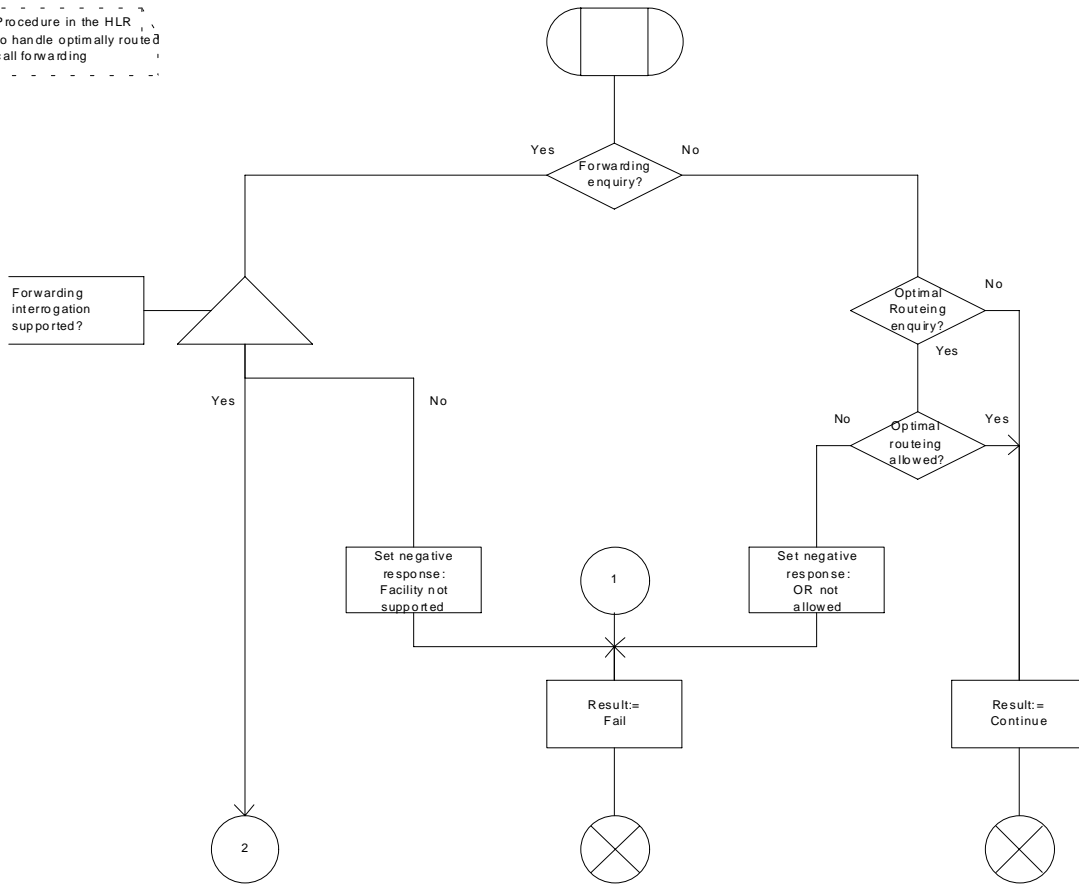 Procedure in the HLR
o handle optimally routed
all forwarding
Yes
No
Forwarding
enquiry?
Forwarding
interrogation
supported?
Optimal
Routeing
enquiry?
No
Yes
Yes
No
No
Optimal
routeing
allowed?
Yes
Set negative
response:
Facility not
supported
1
Set negative
response:
OR not
allowed
Result:=
Fail
Result:=
Continue
2